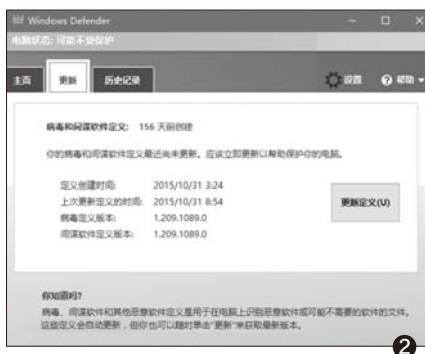 Windows Defender
电脑状态: 可能不受保护
主页 更新 历史记录 设置 帮助
病毒和间谍软件定义: 156 天前创建
你的病毒和间谍软件定义最近尚未更新。应该立即更新以帮助保护你的电脑。
定义创建时间: 2015/10/31 3:24
上次更新定义的时间: 2015/10/31 8:54
病毒定义版本: 1.209.1089.0
间谍软件定义版本: 1.209.1089.0
更新定义(U)
你知道吗?
病毒、间谍软件和其他恶意软件定义是用于在电脑上识别恶意软件或可能不需要的软件的文件。
这些定义会自动更新，但你也可以随时单击"更新"来获取最新版本。
2